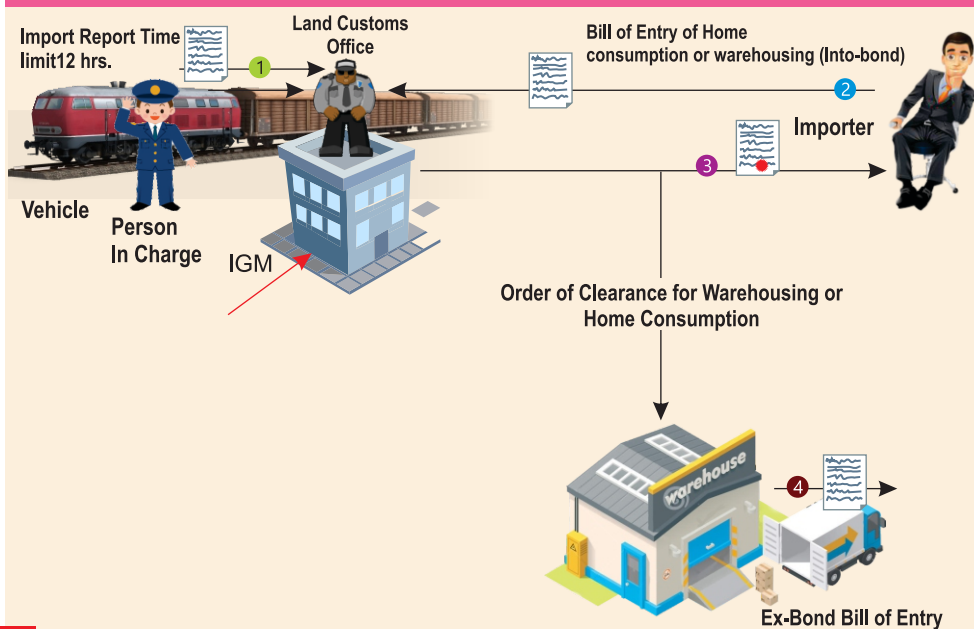 Import Report Time
limit12 hrs.
1
Land Customs
Office
Bill of Entry of Home
consumption or warehousing (Into-bond)
2
Importer
3
Vehicle
Person
In Charge
IGM
Order of Clearance for Warehousing or
Home Consumption
warehouse
4
Ex-Bond Bill of Entry